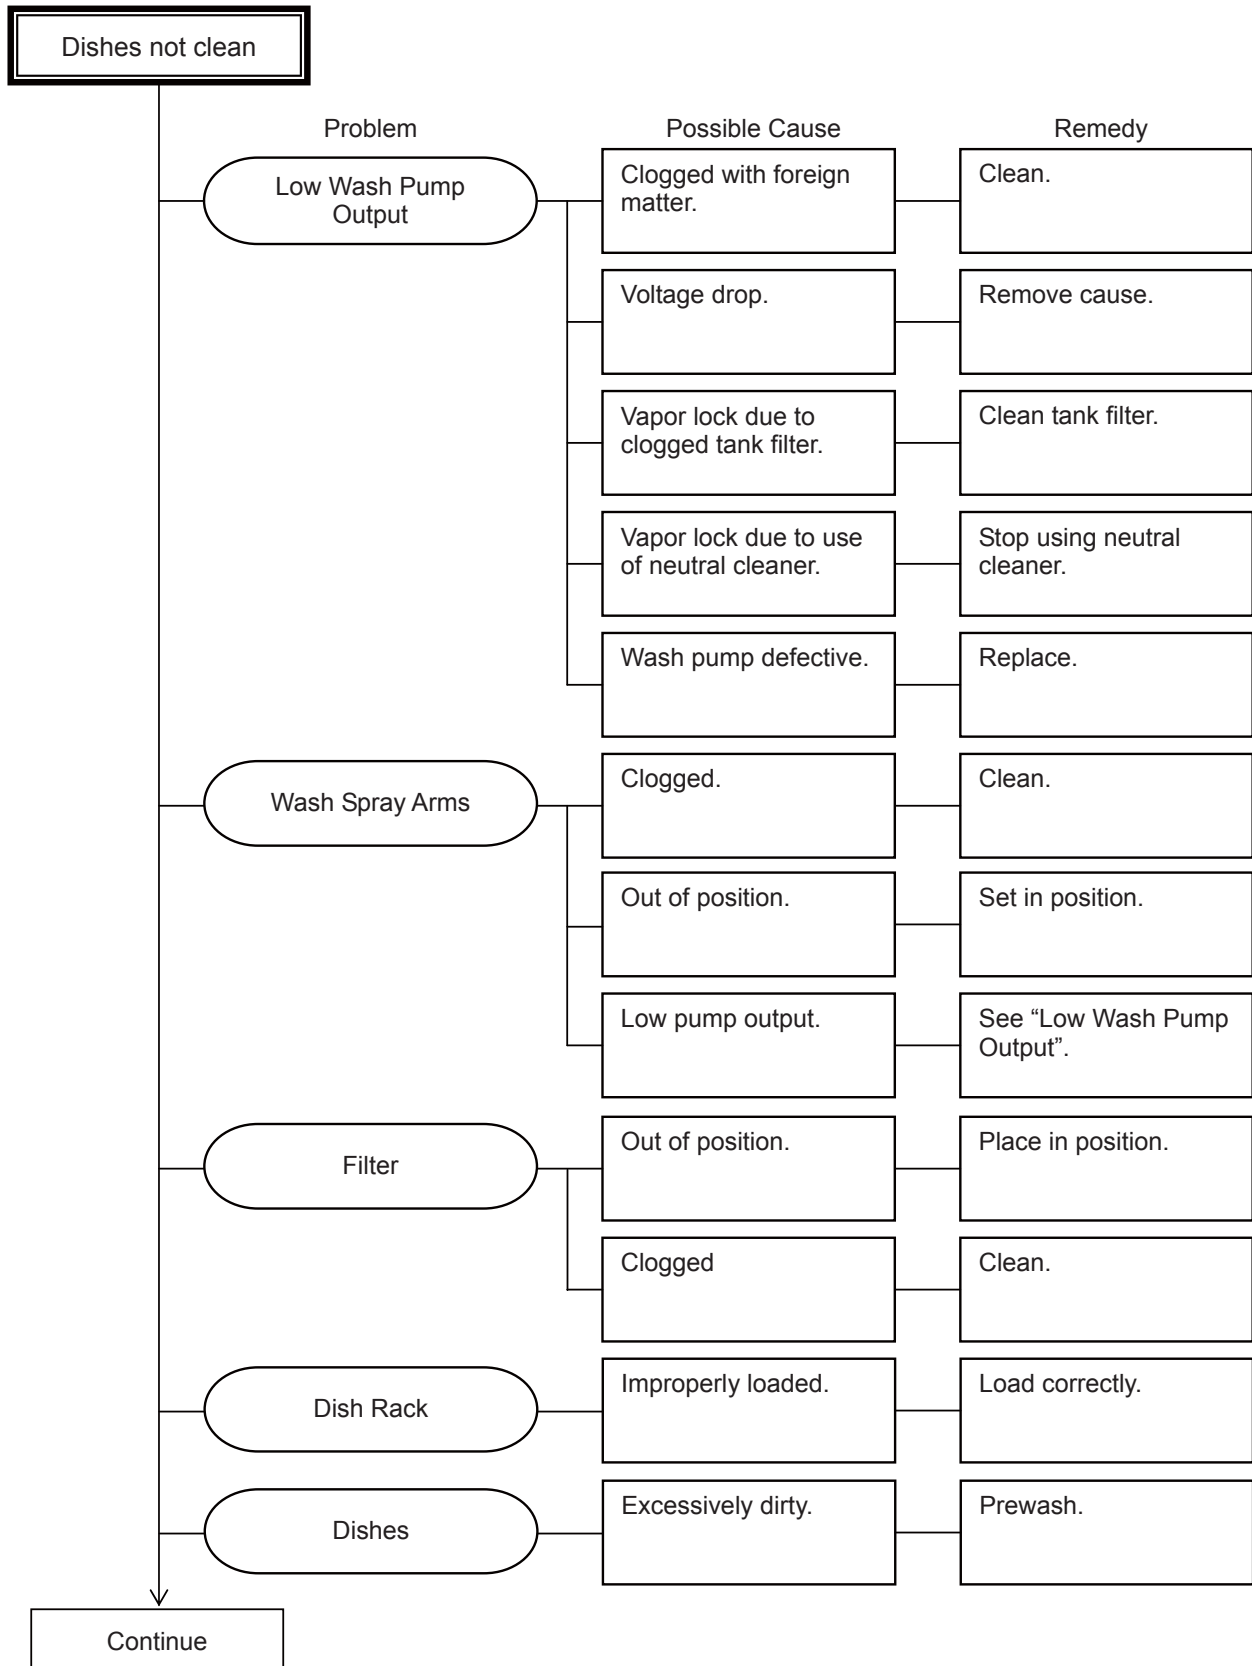 Dishes not clean
Problem
Possible Cause
Remedy
Low Wash Pump
Output
Clogged with foreign
matter.
Clean.
Voltage drop.
Remove cause.
Vapor lock due to
clogged tank filter.
Clean tank filter.
Vapor lock due to use
of neutral cleaner.
Stop using neutral
cleaner.
Wash pump defective.
Replace.
Wash Spray Arms
Clogged.
Clean.
Out of position.
Set in position.
Low pump output.
See “Low Wash Pump
Output”.
Filter
Out of position.
Place in position.
Clogged
Clean.
Dish Rack
Improperly loaded.
Load correctly.
Dishes
Excessively dirty.
Prewash.
Continue